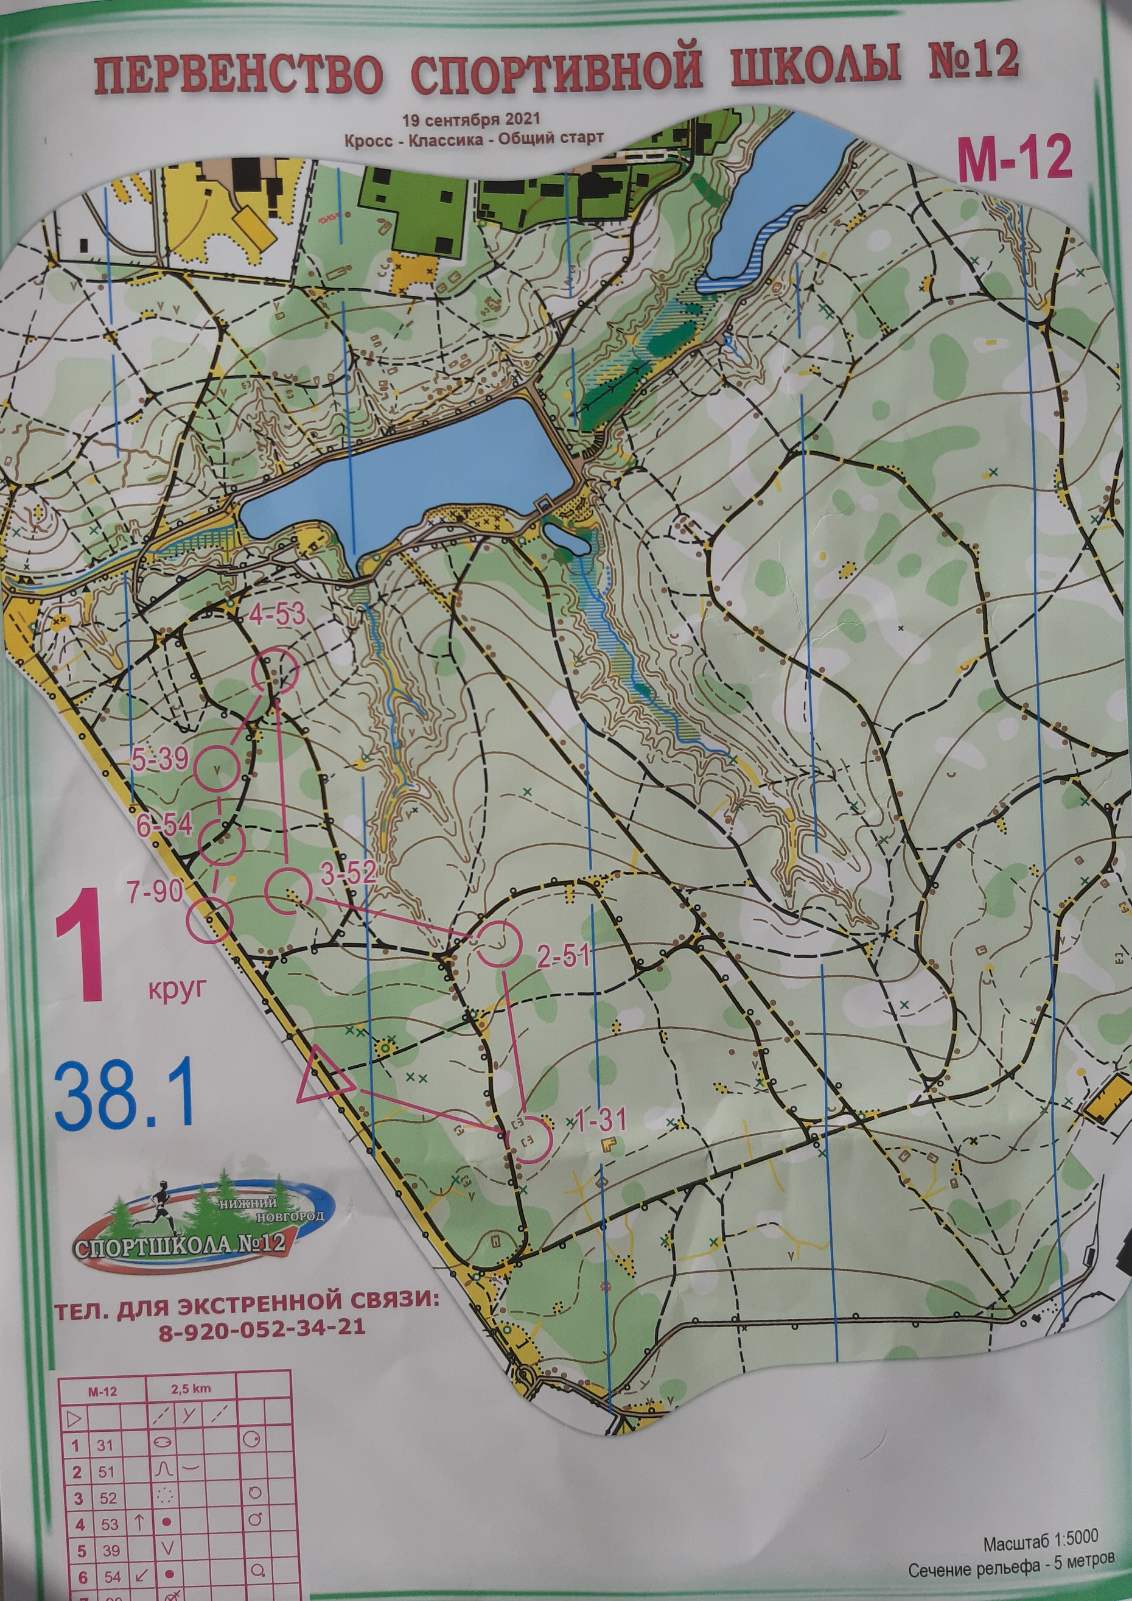 ПЕРВЕНСТВО СПОРТИВНОЙ ШКОЛЫ №12
19 сентября 2021
Кросс - Классика - Общий старт
М-12
4-53
5-39
6-54
3-52
7-90
2-51
1 круг
38.1
1-31
НИЖНИЙ
НОВГОРОД
СПОРТШКОЛА №12
ТЕЛ. ДЛЯ ЭКСТРЕННОЙ СВЯЗИ:
8-920-052-34-21
М-12 2,5 km
1 31
2 51
3 52
4 53
5 39
6 54
Масштаб 1:5000
Сечение рельефа - 5 метров